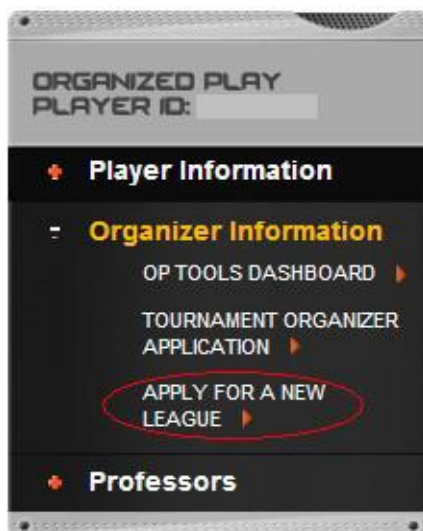 ORGANIZED PLAY
PLAYER ID:
+ Player Information
- Organizer Information
OP TOOLS DASHBOARD
TOURNAMENT ORGANIZER
APPLICATION
APPLY FOR A NEW
LEAGUE
+ Professors